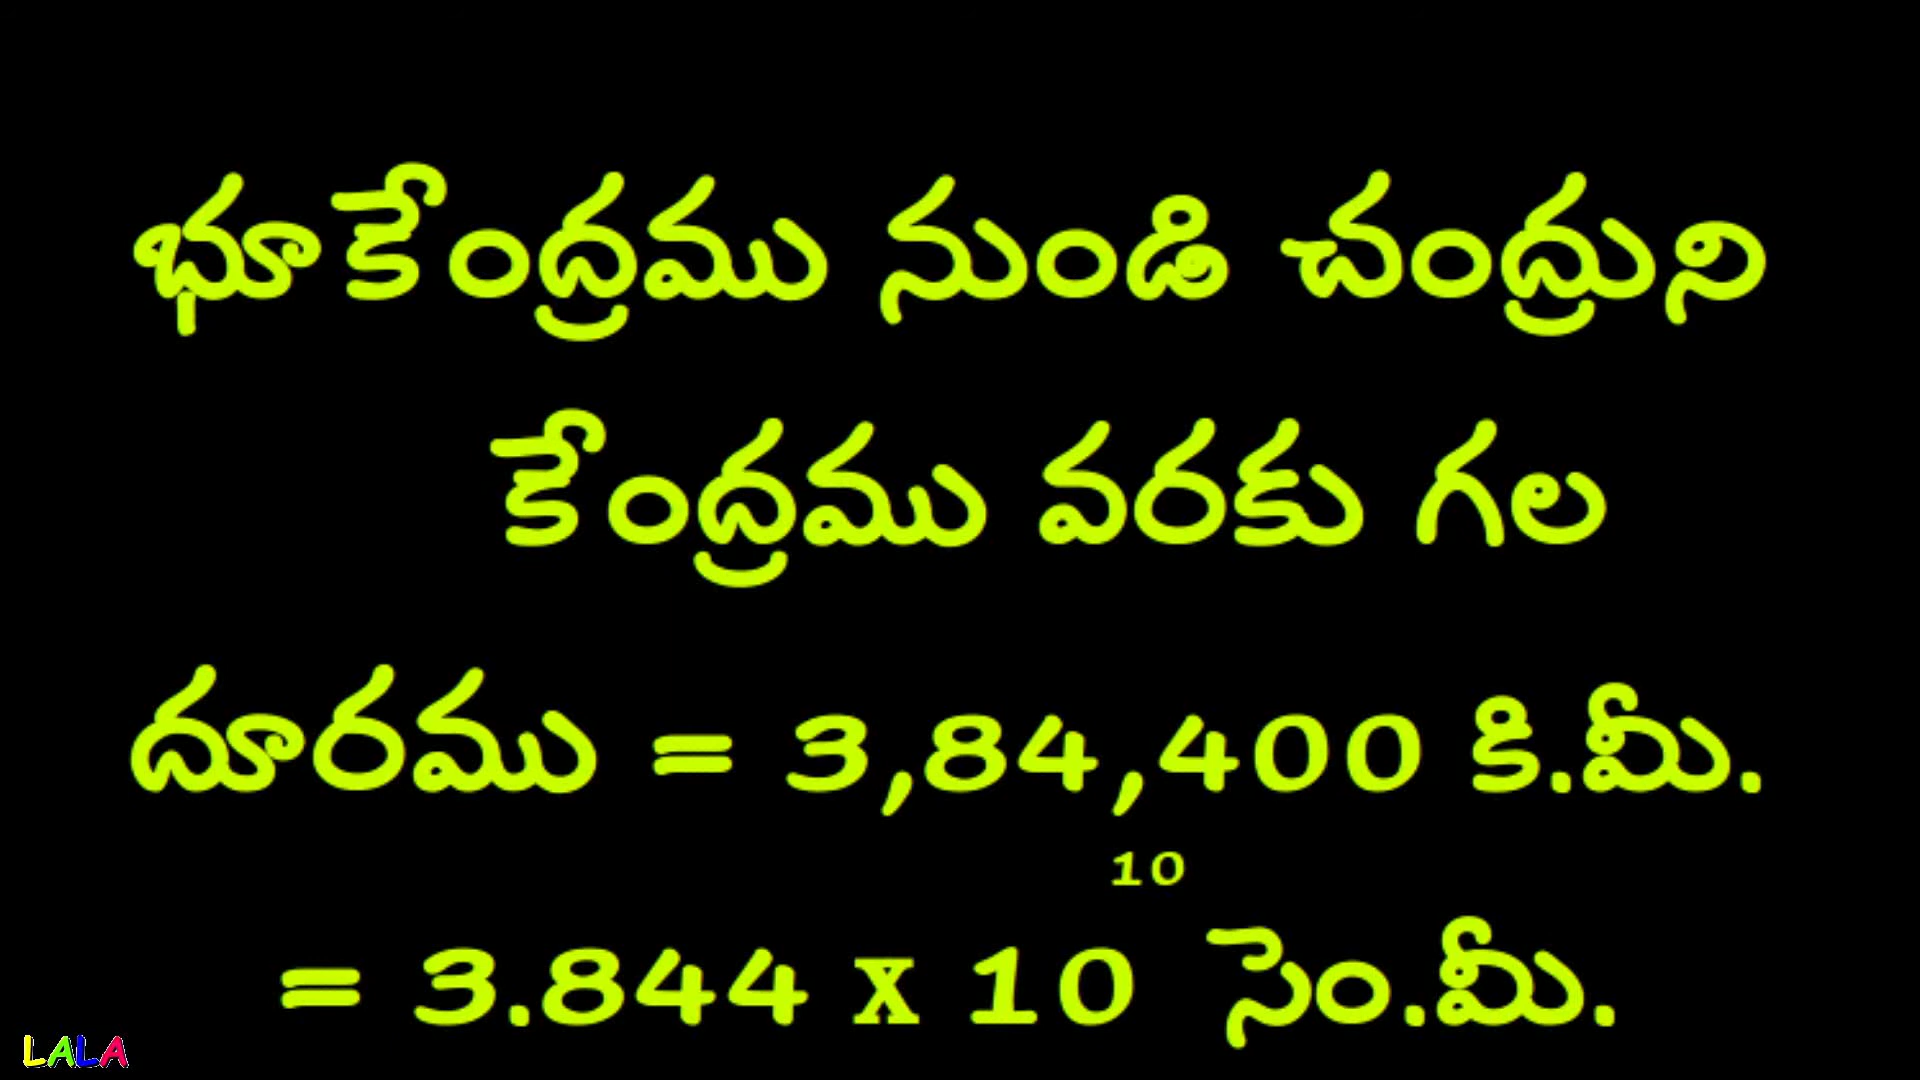 భూకేంద్రము నుండి చంద్రుని
కేంద్రము వరకు గల
దూరము = 3,84,400 కి.మీ.
10
= 3.844 x 10 సెం.మీ.
LALA